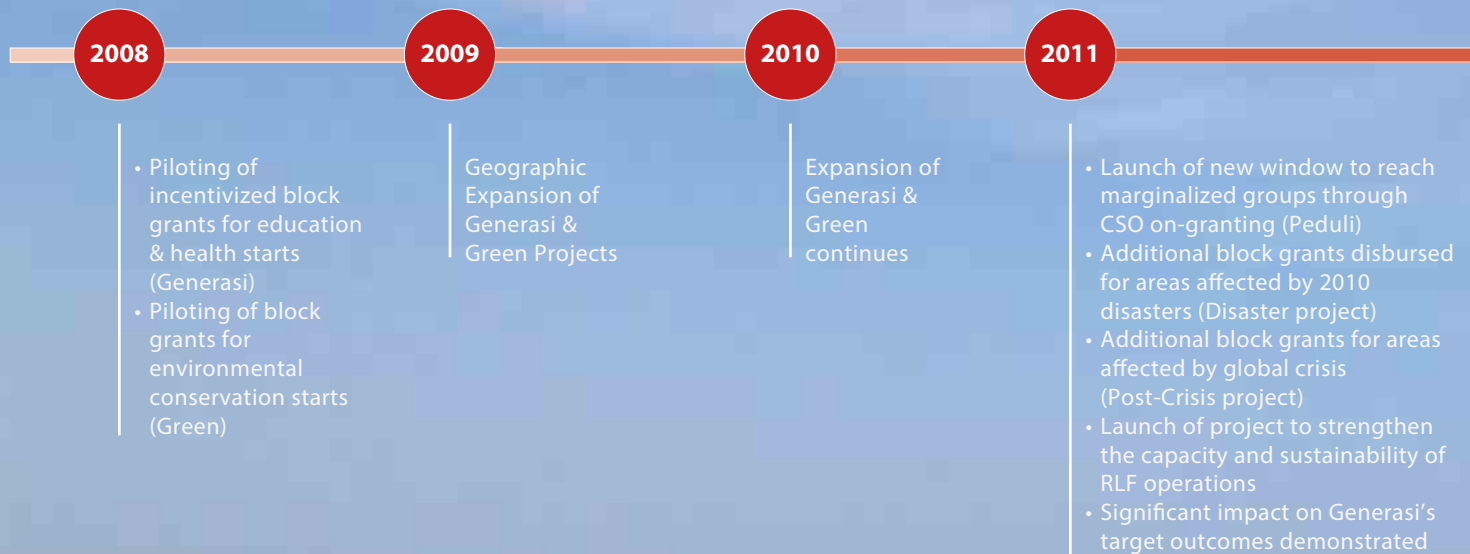 2008
2009
2010
2011
• Piloting of
incentivized block
grants for education
& health starts
(Generasi)
• Piloting of block
grants for
environmental
conservation starts
(Green)
Geographic
Expansion of
Generasi &
Green Projects
Expansion of
Generasi &
Green
continues
• Launch of new window to reach
marginalized groups through
CSO on-granting (Peduli)
• Additional block grants disbursed
for areas affected by 2010
disasters (Disaster project)
• Additional block grants for areas
affected by global crisis
(Post-Crisis project)
• Launch of project to strengthen
the capacity and sustainability of
RLF operations
• Significant impact on Generasi’s
target outcomes demonstrated